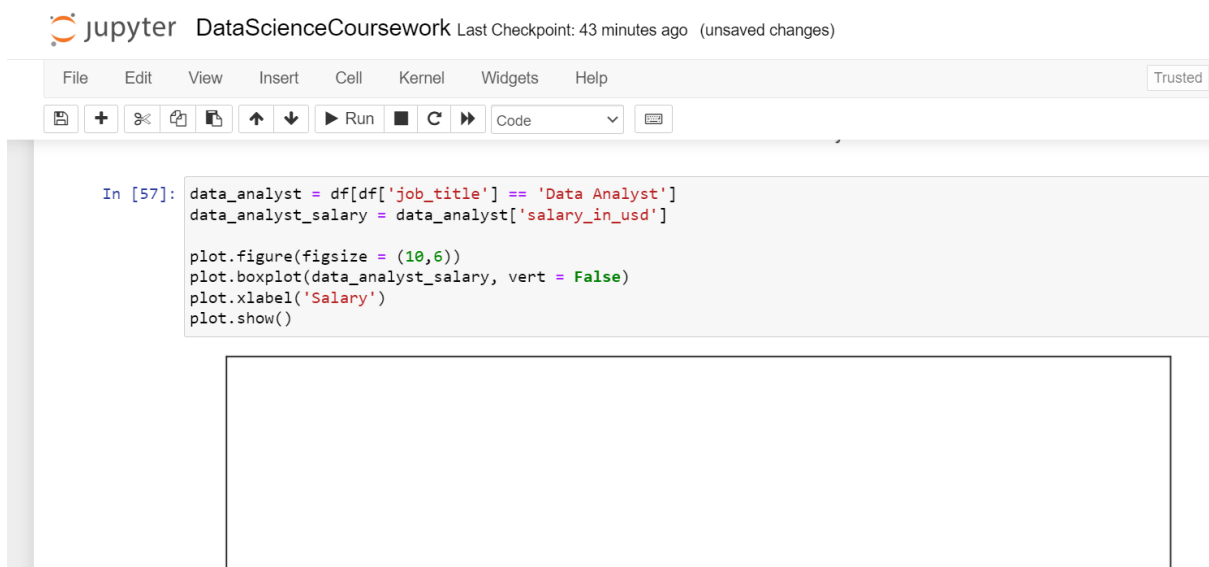 jupyter DataScienceCoursework Last Checkpoint: 43 minutes ago (unsaved changes)
File Edit View Insert Cell Kernel Widgets Help Trusted
Run Code
In [57]: data_analyst = df[df['job_title'] == 'Data Analyst']
data_analyst_salary = data_analyst['salary_in_usd']
plot.figure(figsize = (10,6))
plot.boxplot(data_analyst_salary, vert = False)
plot.xlabel('Salary')
plot.show()